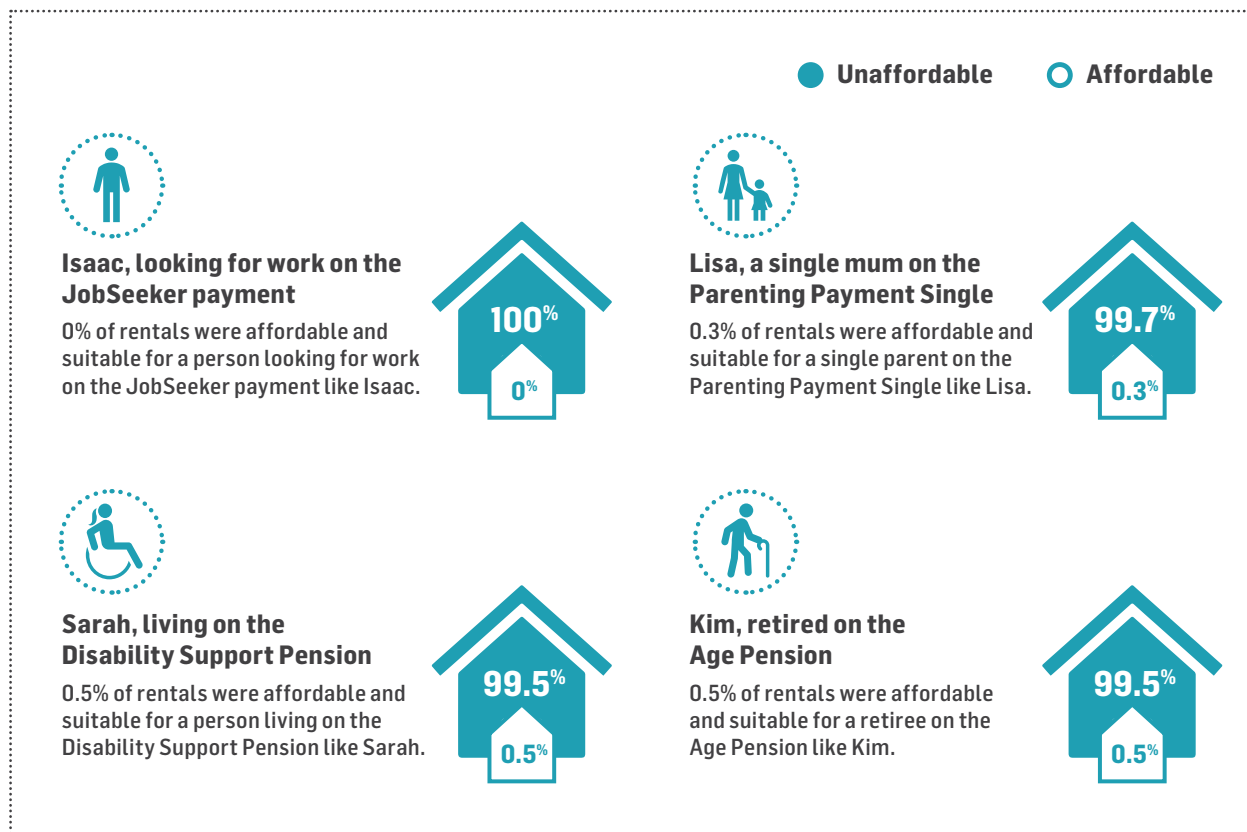 Unaffordable
Affordable
Isaac, looking for work on the
JobSeeker payment
0% of rentals were affordable and
suitable for a person looking for work
on the JobSeeker payment like Isaac.
100%
0%
Lisa, a single mum on the
Parenting Payment Single
0.3% of rentals were affordable and
suitable for a single parent on the
Parenting Payment Single like Lisa.
99.7%
0.3%
Sarah, living on the
Disability Support Pension
0.5% of rentals were affordable and
suitable for a person living on the
Disability Support Pension like Sarah.
99.5%
0.5%
Kim, retired on the
Age Pension
0.5% of rentals were affordable
and suitable for a retiree on the
Age Pension like Kim.
99.5%
0.5%